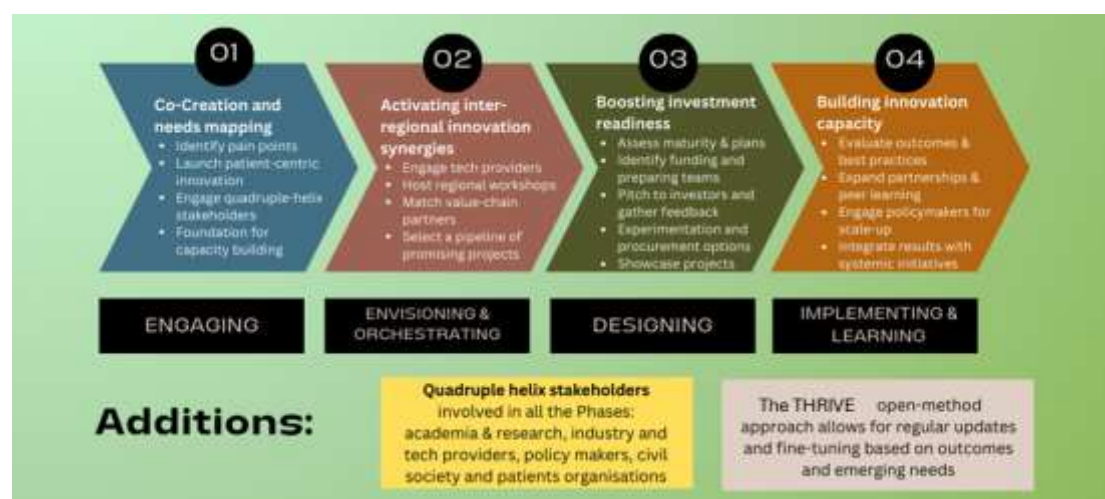 01
Co-Creation and
needs mapping
• Identify pain points
• Launch patient-centric
innovation
• Engage quadruple-helix
stakeholders
• Foundation for
capacity building
02
Activating inter-
regional innovation
synergies
• Engage tech providers
• Host regional workshops
• Match value-chain
partners
• Select a pipeline of
promising projects
03
Boosting investment
readiness
• Assess maturity & plans
• Identify funding and
preparing teams
• Pitch to investors and
gather feedback
• Experimentation and
procurement options
• Showcase projects
04
Building innovation
capacity
• Evaluate outcomes &
best practices
• Expand partnerships &
peer learning
• Engage policymakers for
scale-up
• Integrate results with
systemic initiatives
ENGAGING
ENVISIONING &
ORCHESTRATING
DESIGNING
IMPLEMENTING &
LEARNING
Additions:
Quadruple helix stakeholders
involved in all the Phases:
academia & research, industry and
tech providers, policy makers, civil
society and patients organisations
The THRIVE open-method
approach allows for regular updates
and fine-tuning based on outcomes
and emerging needs